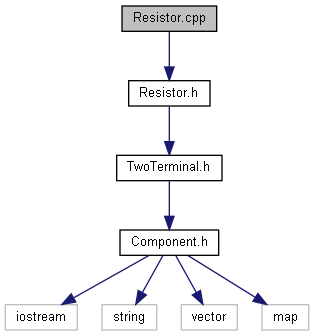 Resistor.cpp
Resistor.h
TwoTerminal.h
Component.h
iostream
string
vector
map